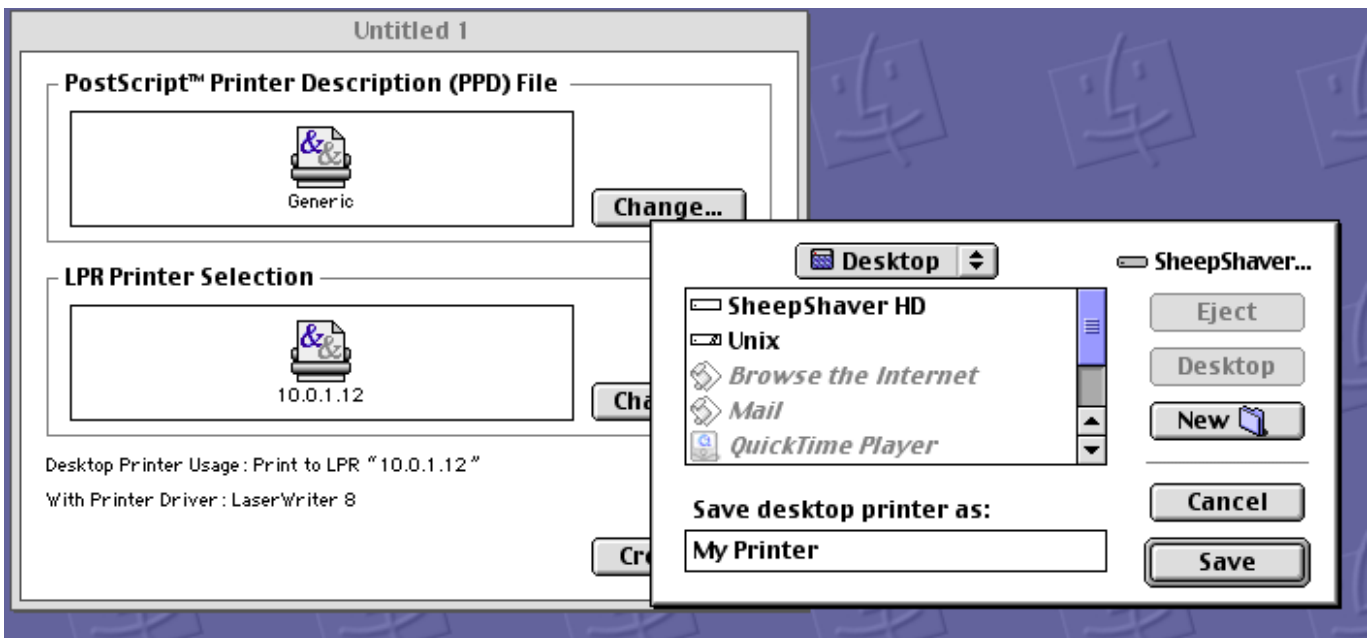 Untitled 1
PostScript™ Printer Description (PPD) File
Generic
Change...
LPR Printer Selection
10.0.1.12
Desktop Printer Usage: Print to LPR “10.0.1.12”
With Printer Driver: LaserWriter 8
Desktop
SheepShaver...
SheepShaver HD
Unix
Browse the Internet
Mail
QuickTime Player
Eject
Desktop
New
Save desktop printer as:
My Printer
Cancel
Save